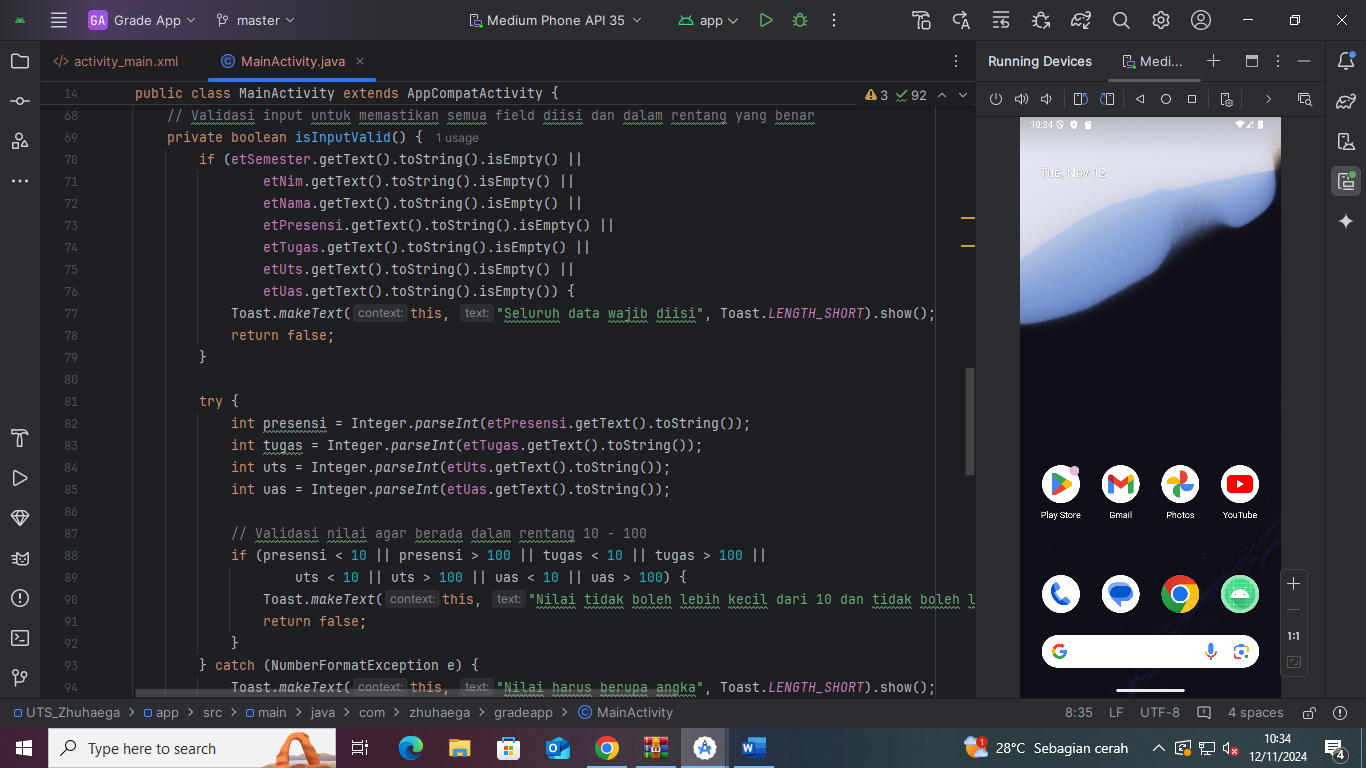 GA Grade App master Medium Phone API 35 app
activity_main.xml MainActivity.java
Running Devices Medi...
14 public class MainActivity extends AppCompatActivity { 3 92
68 // Validasi input untuk memastikan semua field diisi dan dalam rentang yang benar
69 private boolean isInputValid() { 1 usage
70 if (etSemester.getText().toString().isEmpty() ||
71 etNim.getText().toString().isEmpty() ||
72 etNama.getText().toString().isEmpty() ||
73 etPresensi.getText().toString().isEmpty() ||
74 etTugas.getText().toString().isEmpty() ||
75 etUts.getText().toString().isEmpty() ||
76 etUas.getText().toString().isEmpty()) {
77 Toast.makeText( context: this, text: "Seluruh data wajib diisi", Toast.LENGTH_SHORT).show();
78 return false;
79 }
80
81 try {
82 int presensi = Integer.parseInt(etPresensi.getText().toString());
83 int tugas = Integer.parseInt(etTugas.getText().toString());
84 int uts = Integer.parseInt(etUts.getText().toString());
85 int uas = Integer.parseInt(etUas.getText().toString());
86
87 // Validasi nilai agar berada dalam rentang 10 - 100
88 if (presensi < 10 || presensi > 100 || tugas < 10 || tugas > 100 ||
89 uts < 10 || uts > 100 || uas < 10 || uas > 100) {
90 Toast.makeText( context: this, text: "Nilai tidak boleh lebih kecil dari 10 dan tidak boleh l
91 return false;
92 }
93 } catch (NumberFormatException e) {
94 Toast.makeText( context: this, text: "Nilai harus berupa angka", Toast.LENGTH_SHORT).show();
10:34
Tue, Nov 12
Play Store Gmail Photos YouTube
1:1
UTS_Zhuhaega > app > src > main > java > com > zhuhaega > gradeapp > MainActivity 8:35 LF UTF-8 4 spaces
Type here to search
1 28°C Sebagian cerah
10:34
12/11/2024
4